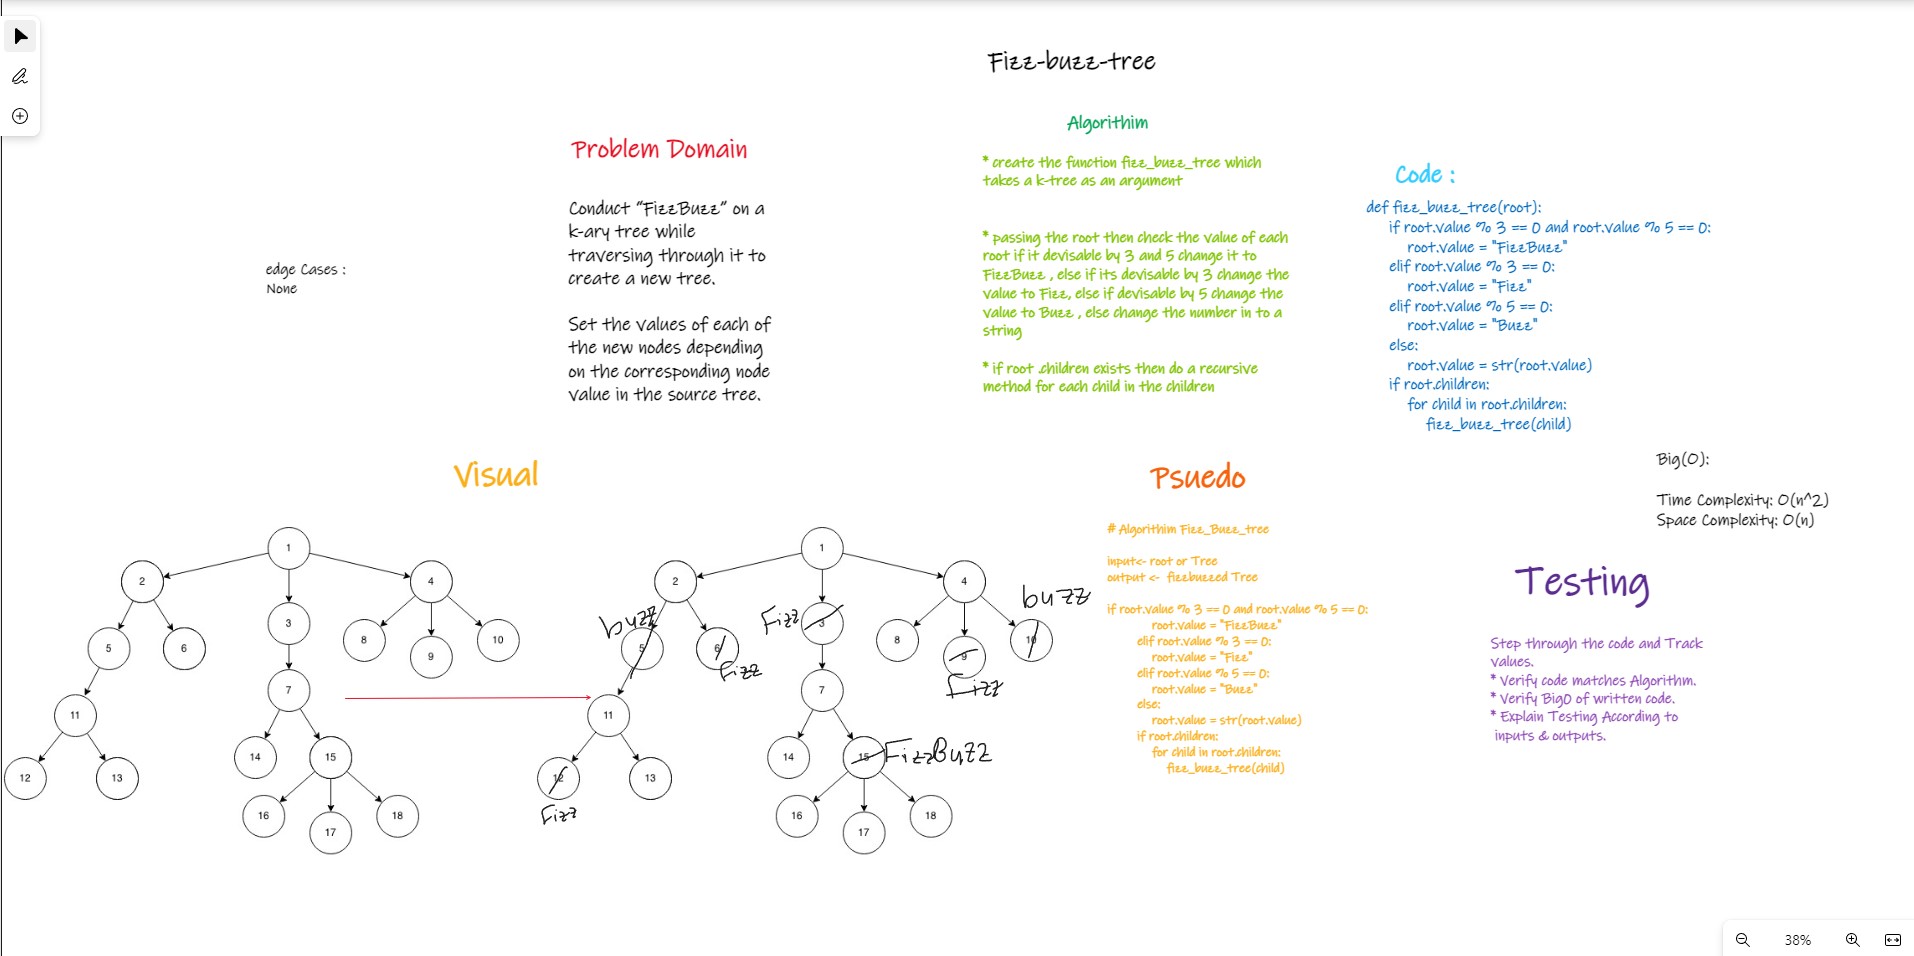 Fizz-buzz-tree
Problem Domain
Conduct "FizzBuzz" on a
k-ary tree while
traversing through it to
create a new tree.
Set the values of each of
the new nodes depending
on the corresponding node
value in the source tree.
edge Cases :
None
Algorithim
* create the function fizz_buzz_tree which
takes a k-tree as an argument
* passing the root then check the value of each
root if it devisable by 3 and 5 change it to
FizzBuzz , else if its devisable by 3 change the
value to Fizz, else if devisable by 5 change the
value to Buzz , else change the number in to a
string
* if root .children exists then do a recursive
method for each child in the children
Code :
def fizz_buzz_tree(root):
if root.value % 3 == 0 and root.value % 5 == 0:
root.value = "FizzBuzz"
elif root.value % 3 == 0:
root.value = "Fizz"
elif root.value % 5 == 0:
root.value = "Buzz"
else:
root.value = str(root.value)
if root.children:
for child in root.children:
fizz_buzz_tree(child)
Big(O):
Time Complexity: O(n^2)
Space Complexity: O(n)
Visual
1
2
4
3
5
6
8
9
10
7
11
14
15
12
13
16
17
18
1
2
4
buzz
Fizz
3
buzz
5
6
Fizz
8
9
Fizz
10
7
11
14
15
FizzBuzz
12
Fizz
13
16
17
18
Psuedo
# Algorithim Fizz_Buzz_tree
input<- root or Tree
output <- fizzbuzzed Tree
if root.value % 3 == 0 and root.value % 5 == 0:
root.value = "FizzBuzz"
elif root.value % 3 == 0:
root.value = "Fizz"
elif root.value % 5 == 0:
root.value = "Buzz"
else:
root.value = str(root.value)
if root.children:
for child in root.children:
fizz_buzz_tree(child)
Testing
Step through the code and Track
values.
* Verify code matches Algorithm.
* Verify BigO of written code.
* Explain Testing According to
inputs & outputs.
38%